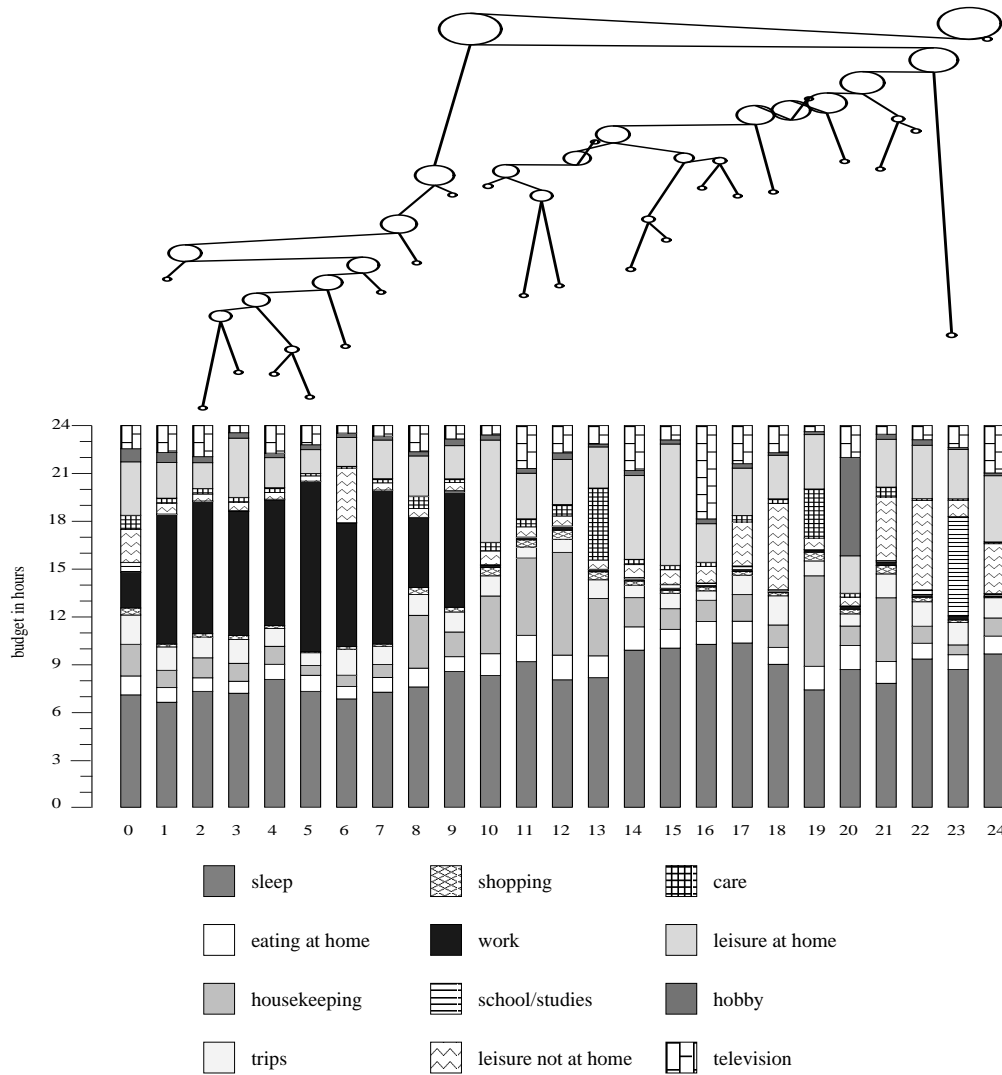 24
21
18
15
12
9
6
3
0
budget in hours
0 1 2 3 4 5 6 7 8 9 10 11 12 13 14 15 16 17 18 19 20 21 22 23 24
sleep shopping care
eating at home work leisure at home
housekeeping school/studies hobby
trips leisure not at home television